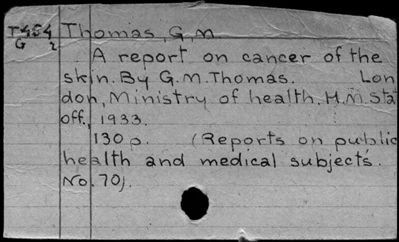 T454 Thomas, G, M
G 2 A report on cancer of the
skin. By G. M. Thomas. Lon
don, Ministry of health. H.M. Sta
off, 1933.
130 p. (Reports on public
health and medical subjects.
No. 70).